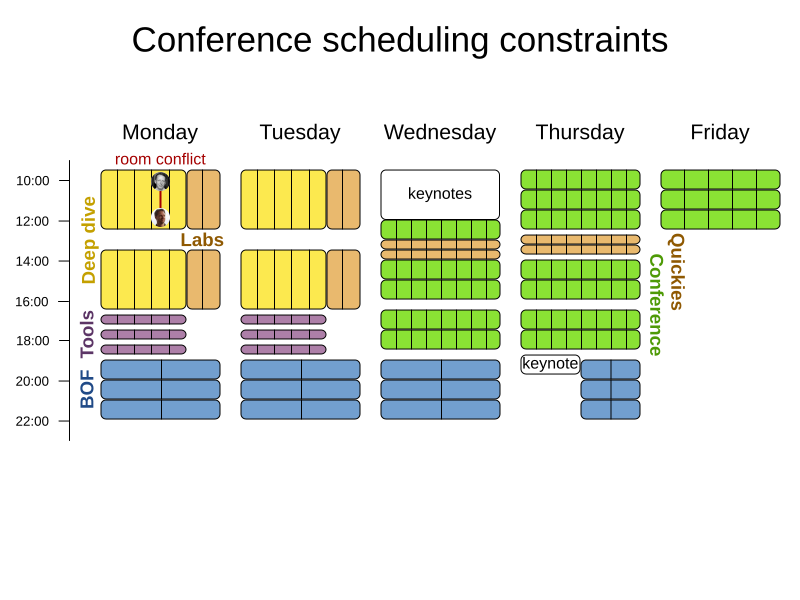 Conference scheduling constraints
Monday
Tuesday
Wednesday
Thursday
Friday
room conflict
10:00
12:00
14:00
16:00
18:00
20:00
22:00
Deep dive
Labs
Tools
BOF
keynotes
keynote
Quickies
Conference